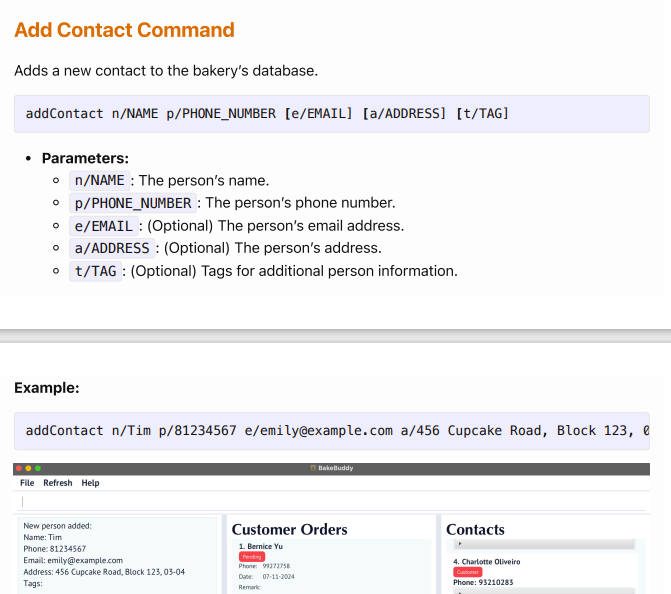 Add Contact Command
Adds a new contact to the bakery's database.
addContact n/NAME p/PHONE_NUMBER [e/EMAIL] [a/ADDRESS] [t/TAG]
• Parameters:
n/NAME : The person's name.
p/PHONE_NUMBER : The person's phone number.
e/EMAIL : (Optional) The person's email address.
a/ADDRESS : (Optional) The person's address.
t/TAG : (Optional) Tags for additional person information.
Example:
addContact n/Tim p/81234567 e/emily@example.com a/456 Cupcake Road, Block 123, 0
BakeBuddy
File Refresh Help
New person added:
Name: Tim
Phone: 81234567
Email: emily@example.com
Address: 456 Cupcake Road, Block 123, 03-04
Tags:
Customer Orders
1. Bernice Yu
Pending
Phone: 99272758
Date: 07-11-2024
Remark:
Contacts
4. Charlotte Oliveiro
Customer
Phone: 93210283